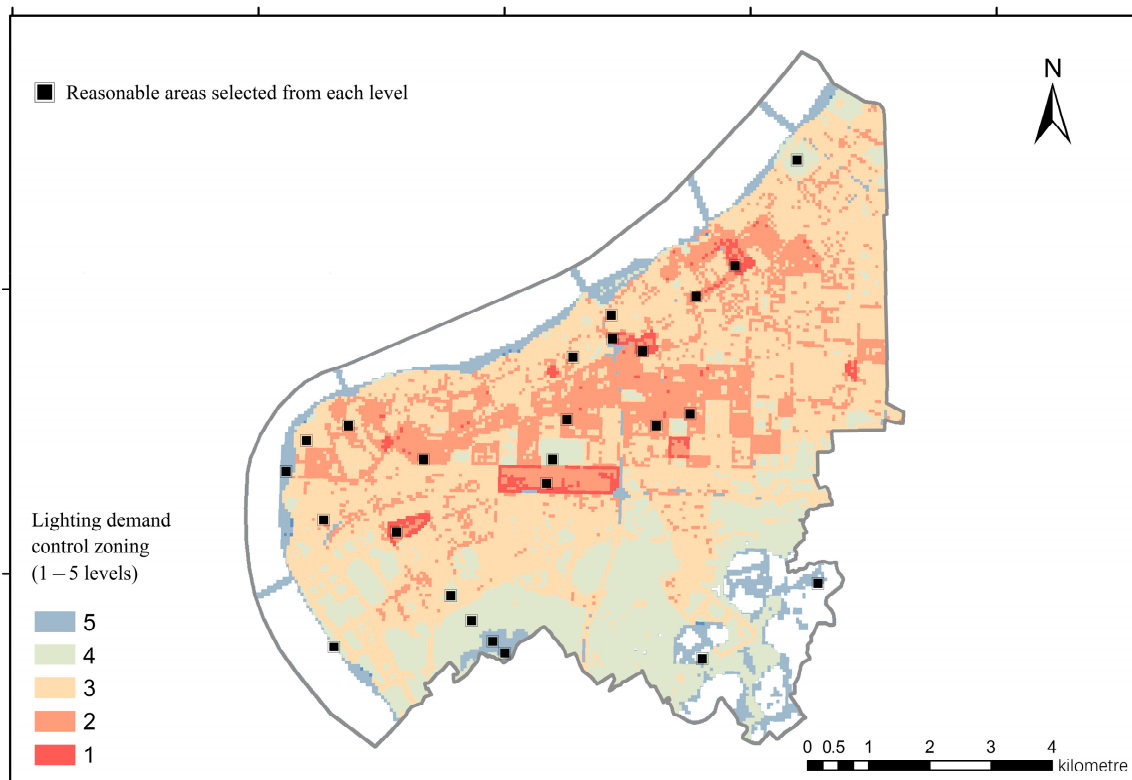 N
Reasonable areas selected from each level
Lighting demand
control zoning
(1 – 5 levels)
5
4
3
2
1
0 0.5 1 2 3 4
kilometre